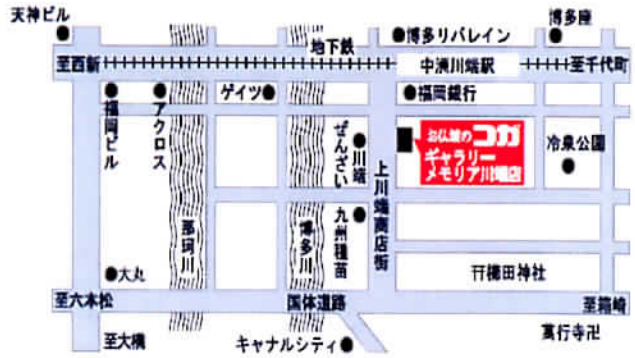 天神ビル
博多座
博多リバレイン
地下鉄
至西新
中洲川端駅
至千代町
ゲイツ
福岡銀行
福岡ビル
アクロス
川端ぜんざい
お仏壇のコガ
ギャラリー
メモリア川端店
冷泉公園
上川端商店街
九州種苗
那珂川
博多川
大丸
櫛田神社
至六本松
国体道路
至箱崎
至大橋
キャナルシティ
萬行寺卍